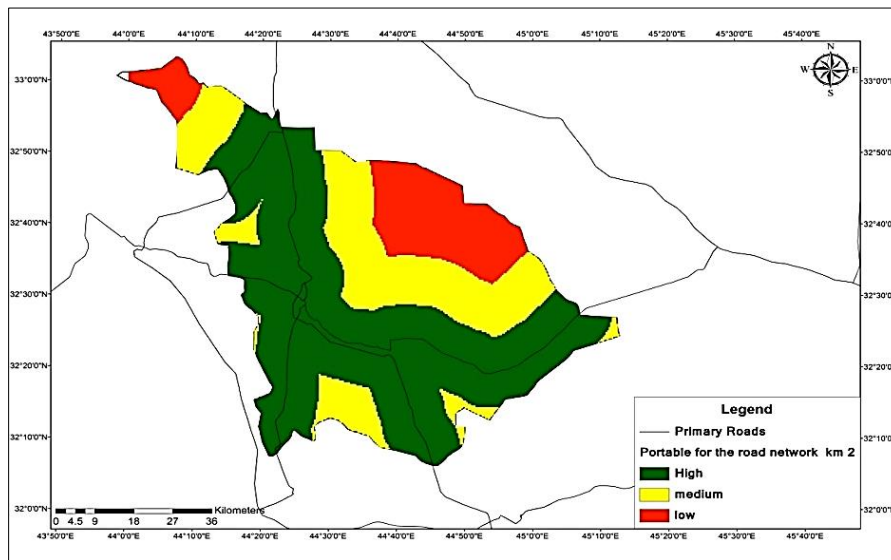 43°50'0"E 44°0'0"E 44°10'0"E 44°20'0"E 44°30'0"E 44°40'0"E 44°50'0"E 45°0'0"E 45°10'0"E 45°20'0"E 45°30'0"E 45°40'0"E
N
W E
S
33°0'0"N 33°0'0"N
32°50'0"N 32°50'0"N
32°40'0"N 32°40'0"N
32°30'0"N 32°30'0"N
32°20'0"N 32°20'0"N
32°10'0"N 32°10'0"N
32°0'0"N 32°0'0"N
Legend
Primary Roads
Portable for the road network km 2
High
medium
low
Kilometers
0 4.5 9 18 27 36
43°50'0"E 44°0'0"E 44°10'0"E 44°20'0"E 44°30'0"E 44°40'0"E 44°50'0"E 45°0'0"E 45°10'0"E 45°20'0"E 45°30'0"E 45°40'0"E